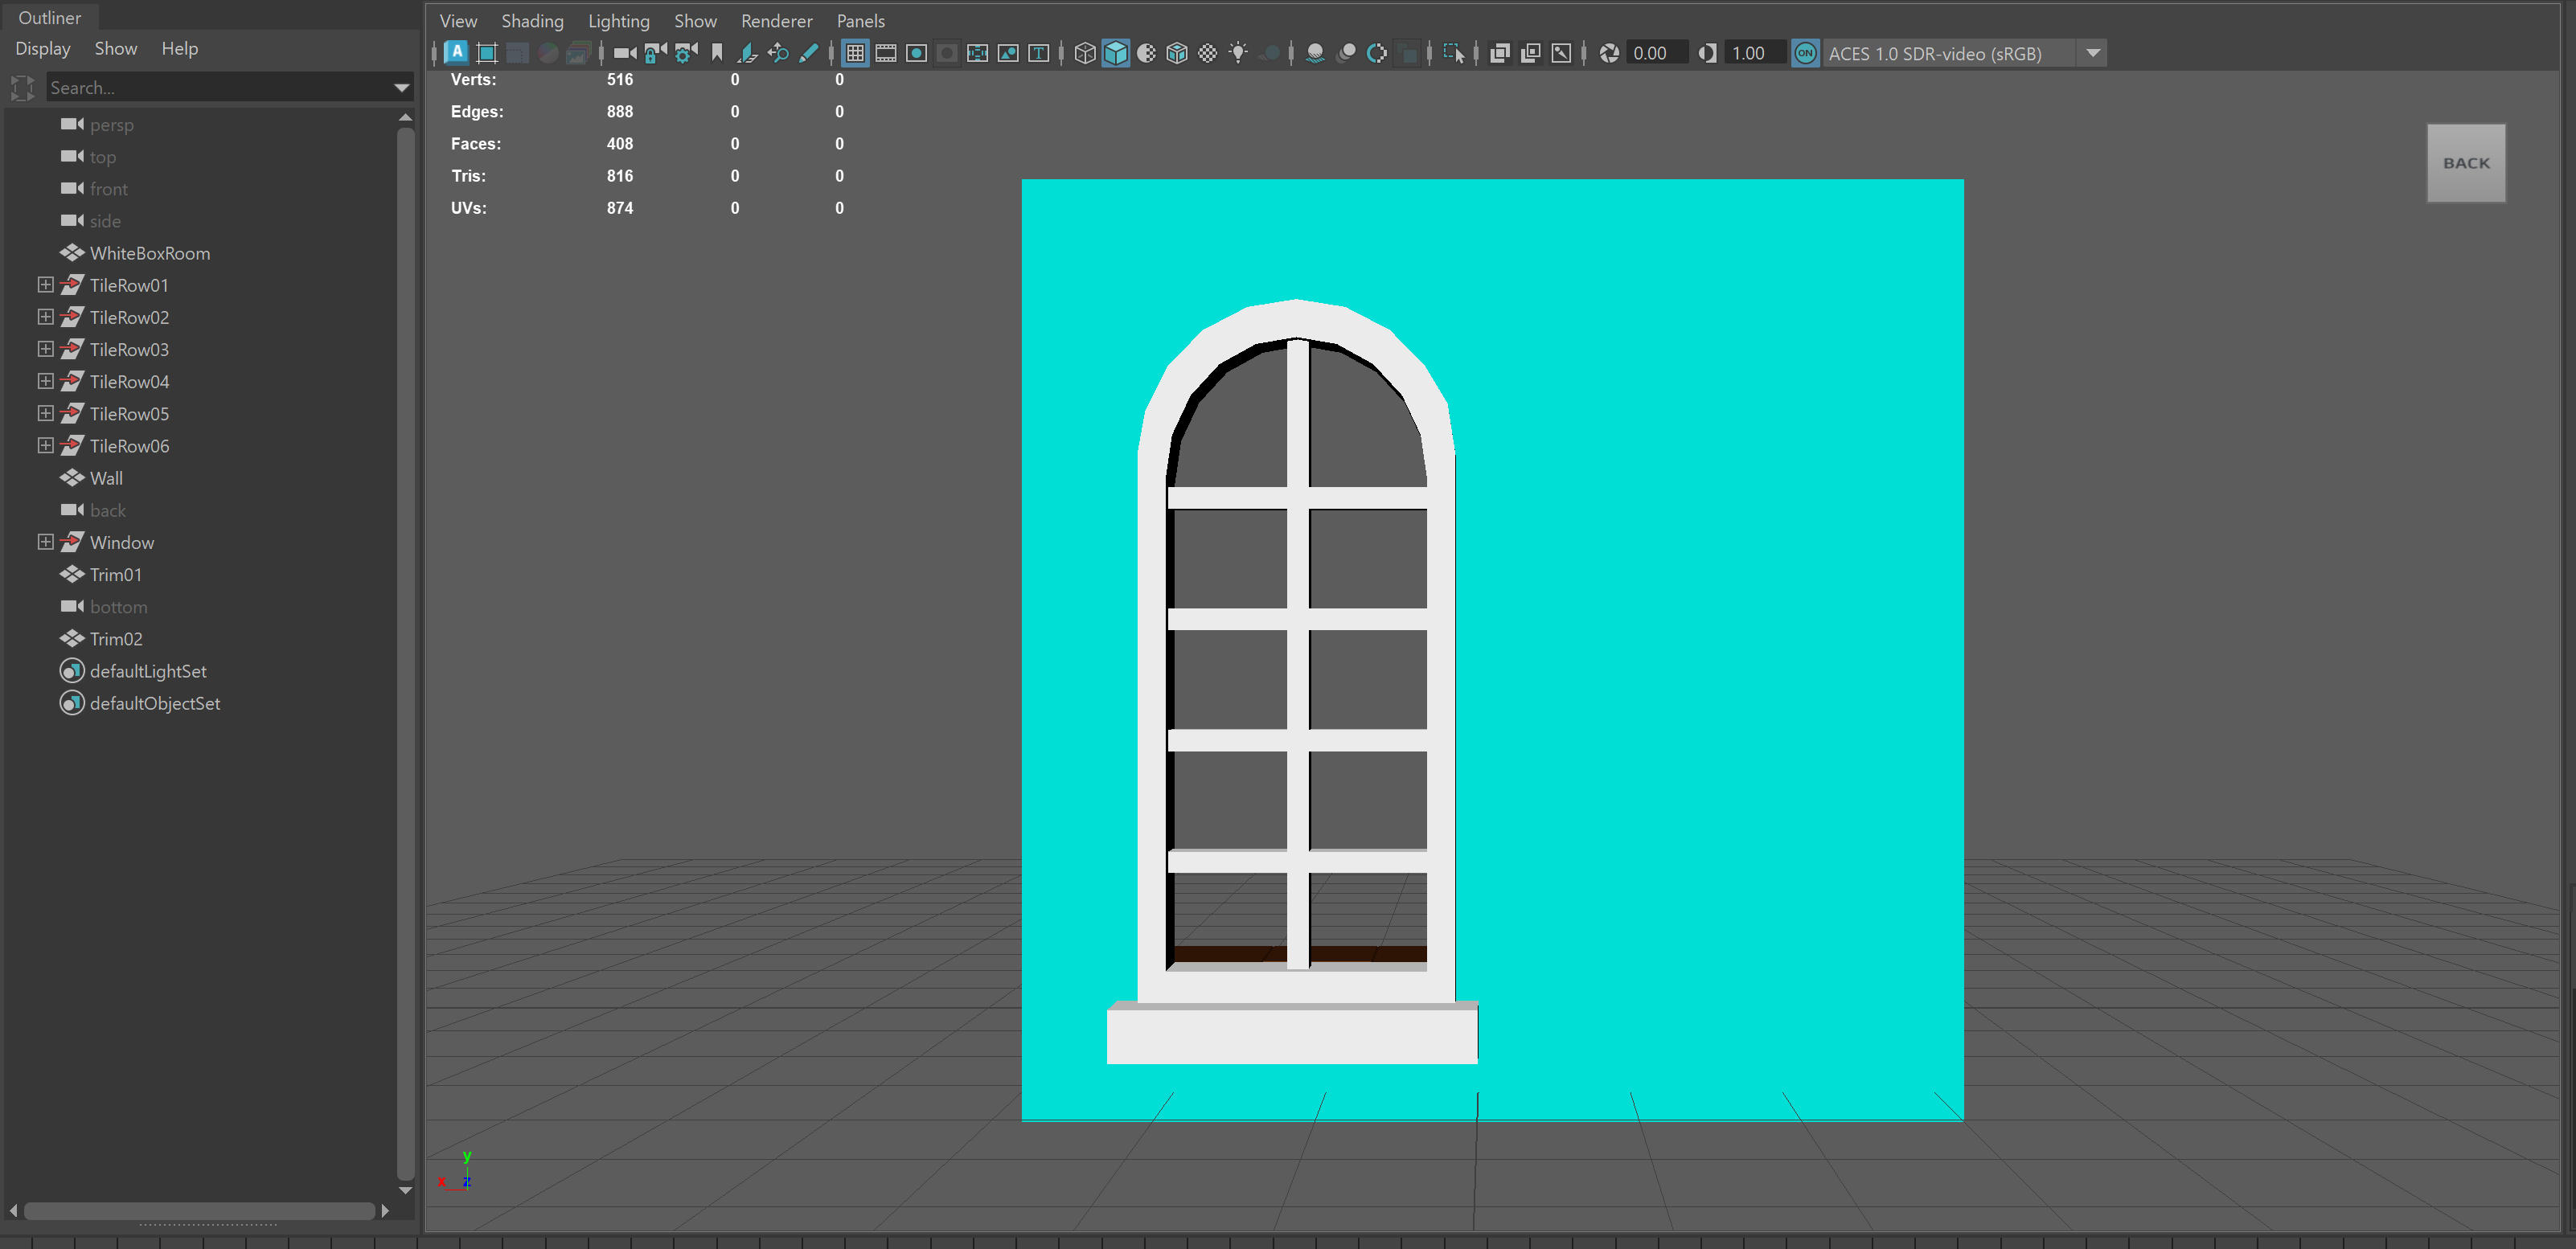 Outliner
Display Show Help
Search...
persp
top
front
side
WhiteBoxRoom
TileRow01
TileRow02
TileRow03
TileRow04
TileRow05
TileRow06
Wall
back
Window
Trim01
bottom
Trim02
defaultLightSet
defaultObjectSet
View Shading Lighting Show Renderer Panels
A T 0.00 1.00 ON ACES 1.0 SDR-video (sRGB)
Verts: 516 0 0
Edges: 888 0 0
Faces: 408 0 0
Tris: 816 0 0
UVs: 874 0 0
BACK
y
x z